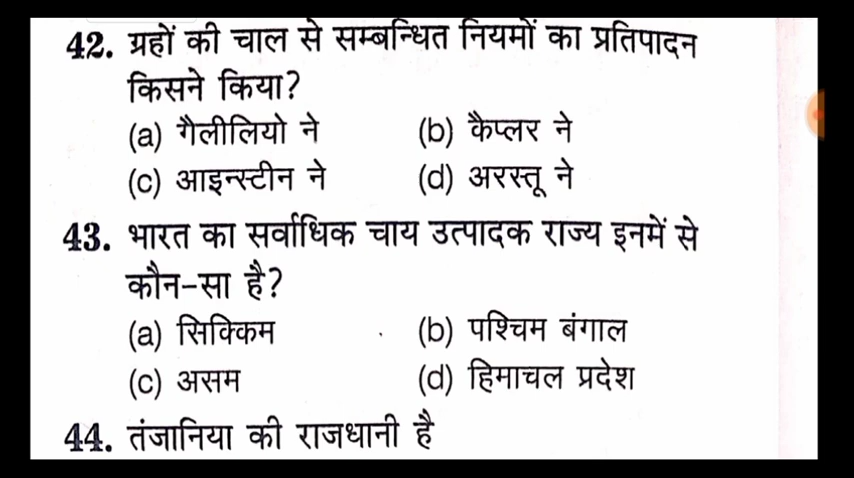 42. ग्रहों की चाल से सम्बन्धित नियमों का प्रतिपादन
किसने किया?
(a) गैलीलियो ने (b) कैप्लर ने
(c) आइन्स्टीन ने (d) अरस्तू ने
43. भारत का सर्वाधिक चाय उत्पादक राज्य इनमें से
कौन-सा है?
(a) सिक्किम (b) पश्चिम बंगाल
(c) असम (d) हिमाचल प्रदेश
44. तंजानिया की राजधानी है